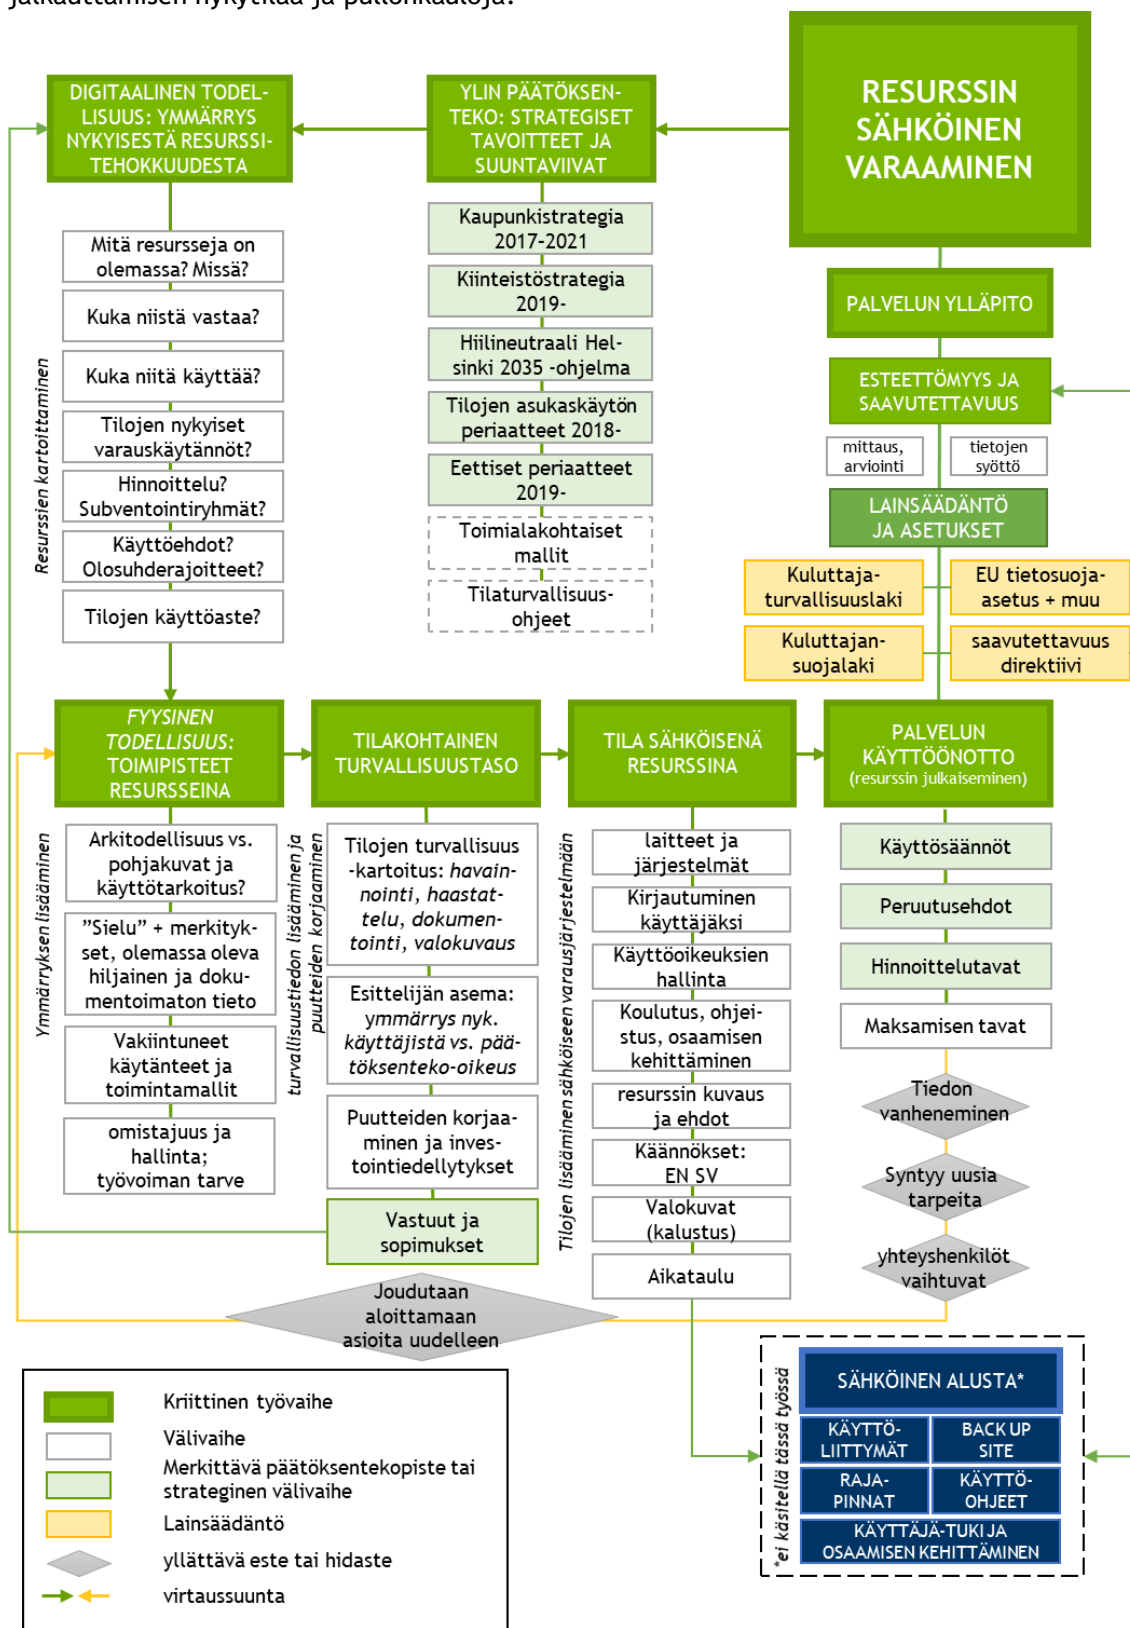 jalkauttamisen nykytilaa ja pullonkauloja.
RESURSSIN
SÄHKÖINEN
VARAAMINEN
DIGITAALINEN TODEL-
LISUUS: YMMÄRRYS
NYKYISESTÄ RESURSSI-
TEHOKKUUDESTA
YLIN PÄÄTÖKSEN-
TEKO: STRATEGISET
TAVOITTEET JA
SUUNTAVIIVAT
Resurssien kartoittaminen
Mitä resursseja on
olemassa? Missä?
Kuka niistä vastaa?
Kuka niitä käyttää?
Tilojen nykyiset
varauskäytännöt?
Hinnoittelu?
Subventointiryhmät?
Käyttöehdot?
Olosuhderajoitteet?
Tilojen käyttöaste?
Kaupunkistrategia
2017-2021
Kiinteistöstrategia
2019-
Hiilineutraali Hel-
sinki 2035 -ohjelma
Tilojen asukaskäytön
periaatteet 2018-
Eettiset periaatteet
2019-
Toimialakohtaiset
mallit
Tilaturvallisuus-
ohjeet
PALVELUN YLLÄPITO
ESTEETTÖMYYS JA
SAAVUTETTAVUUS
mittaus,
arviointi
tietojen
syöttö
LAINSÄÄDÄNTÖ
JA ASETUKSET
Kuluttaja-
turvallisuuslaki
EU tietosuoja-
asetus + muu
Kuluttajan-
suojalaki
saavutettavuus
direktiivi
FYYSINEN
TODELLISUUS:
TOIMIPISTEET
RESURSSEINA
TILAKOHTAINEN
TURVALLISUUSTASO
TILA SÄHKÖISENÄ
RESURSSINA
PALVELUN
KÄYTTÖÖNOTTO
(resurssin julkaiseminen)
Ymmärryksen lisääminen
Arkitodellisuus vs.
pohjakuvat ja
käyttötarkoitus?
”Sielu” + merkityk-
set, olemassa oleva
hiljainen ja doku-
mentoimaton tieto
Vakiintuneet
käytänteet ja
toimintamallit
omistajuus ja
hallinta;
työvoiman tarve
turvallisuustiedon lisääminen ja
puutteiden korjaaminen
Tilojen turvallisuus
-kartoitus: havain-
nointi, haastat-
telu, dokumen-
tointi, valokuvaus
Esittelijän asema:
ymmärrys nyk.
käyttäjistä vs. pää-
töksenteko-oikeus
Puutteiden korjaa-
minen ja inves-
tointiedellytykset
Vastuut ja
sopimukset
Tilojen lisääminen sähköiseen varausjärjestelmään
laitteet ja
järjestelmät
Kirjautuminen
käyttäjäksi
Käyttöoikeuksien
hallinta
Koulutus, ohjei-
stus, osaamisen
kehittäminen
resurssin kuvaus
ja ehdot
Käännökset:
EN SV
Valokuvat
(kalustus)
Aikataulu
Käyttösäännöt
Peruutusehdot
Hinnoittelutavat
Maksamisen tavat
Tiedon
vanheneminen
Syntyy uusia
tarpeita
yhteyshenkilöt
vaihtuvat
Joudutaan
aloittamaan
asioita uudelleen
*ei käsitellä tässä työssä
SÄHKÖINEN ALUSTA*
KÄYTTÖ-
LIITTYMÄT
BACK UP
SITE
RAJA-
PINNAT
KÄYTTÖ-
OHJEET
KÄYTTÄJÄ-TUKI JA
OSAAMISEN KEHITTÄMINEN
Kriittinen työvaihe
Välivaihe
Merkittävä päätöksentekopiste tai
strateginen välivaihe
Lainsäädäntö
yllättävä este tai hidaste
virtaussuunta